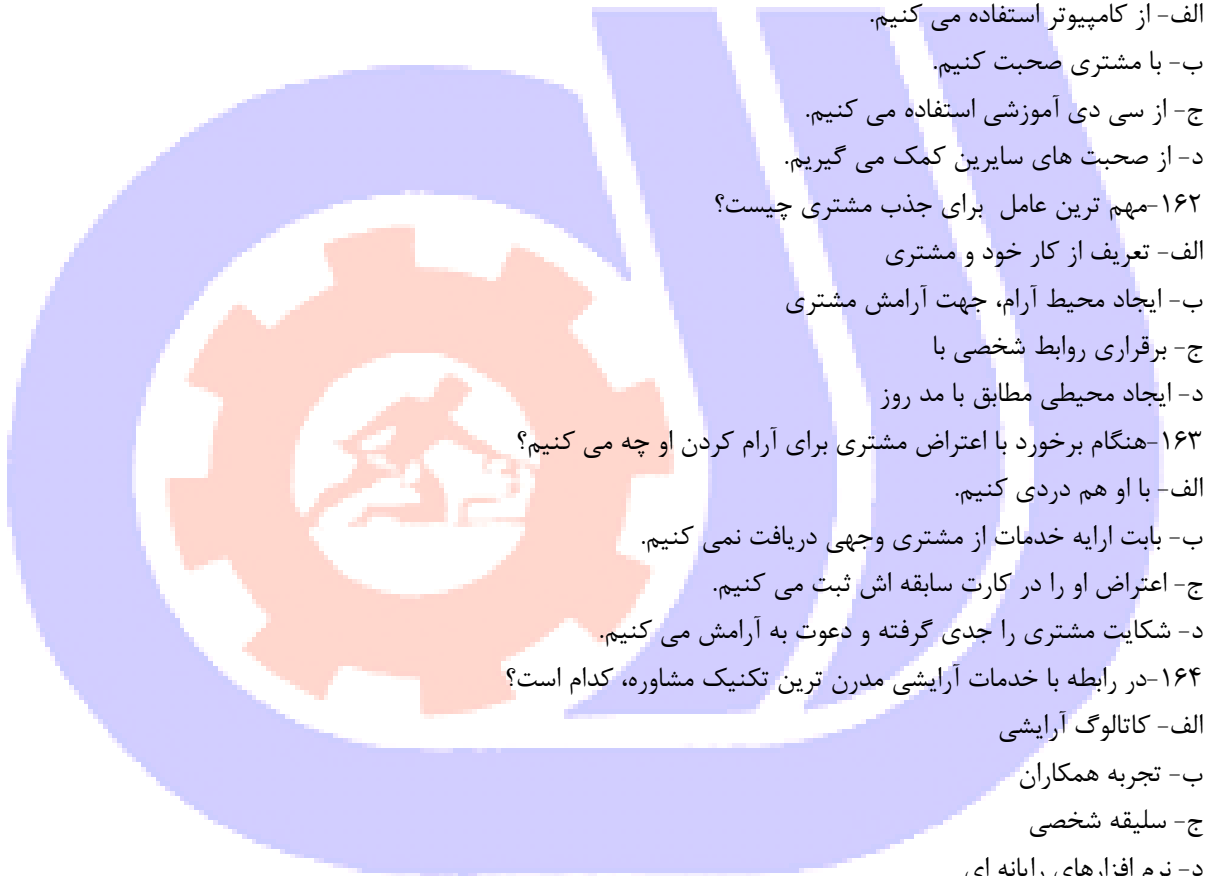 الف- از کامپیوتر استفاده می کنیم.
ب- با مشتری صحبت کنیم.
ج- از سی دی آموزشی استفاده می کنیم.
د- از صحبت های سایرین کمک می گیریم.
۱۶۲-مهم ترین عامل برای جذب مشتری چیست؟
الف- تعریف از کار خود و مشتری
ب- ایجاد محیط آرام، جهت آرامش مشتری
ج- برقراری روابط شخصی با
د- ایجاد محیطی مطابق با مد روز
۱۶۳-هنگام برخورد با اعتراض مشتری برای آرام کردن او چه می کنیم؟
الف- با او هم دردی کنیم.
ب- بابت ارایه خدمات از مشتری وجهی دریافت نمی کنیم.
ج- اعتراض او را در کارت سابقه اش ثبت می کنیم.
د- شکایت مشتری را جدی گرفته و دعوت به آرامش می کنیم.
۱۶۴-در رابطه با خدمات آرایشی مدرن ترین تکنیک مشاوره، کدام است؟
الف- کاتالوگ آرایشی
ب- تجربه همکاران
ج- سلیقه شخصی
د- نرم افزارهای رایانه ای